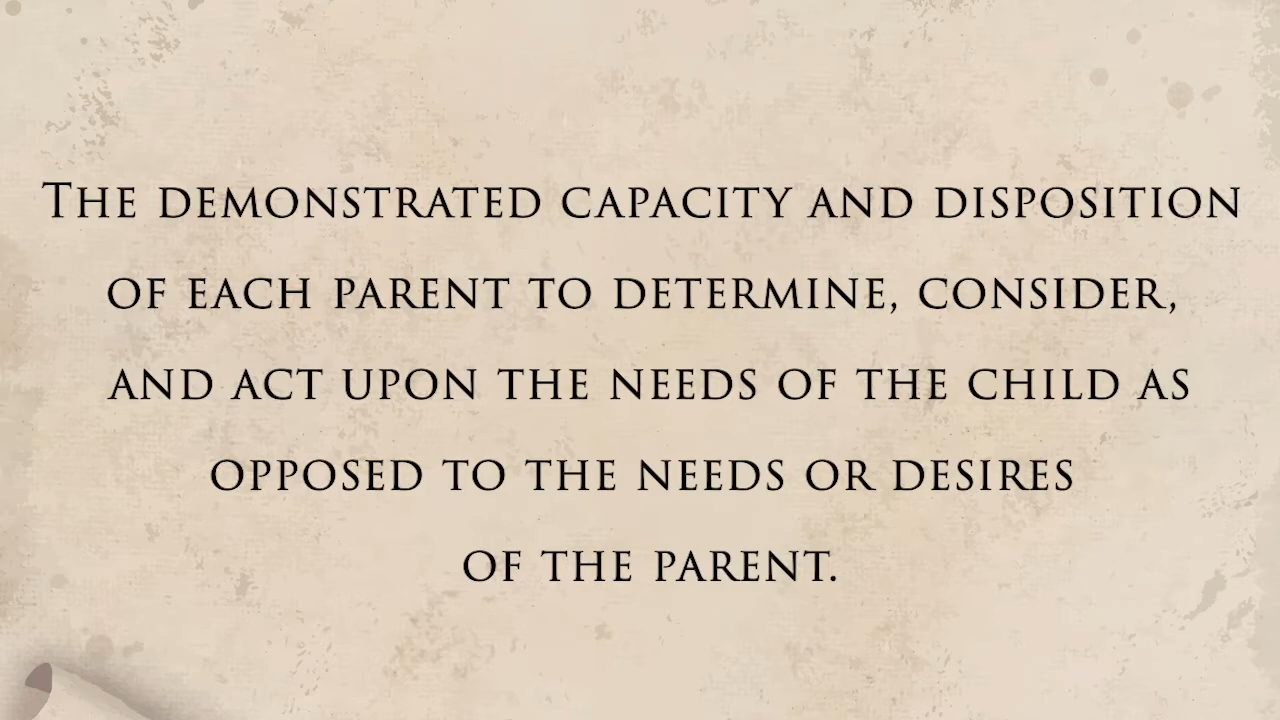 The demonstrated capacity and disposition
of each parent to determine, consider,
and act upon the needs of the child as
opposed to the needs or desires
of the parent.